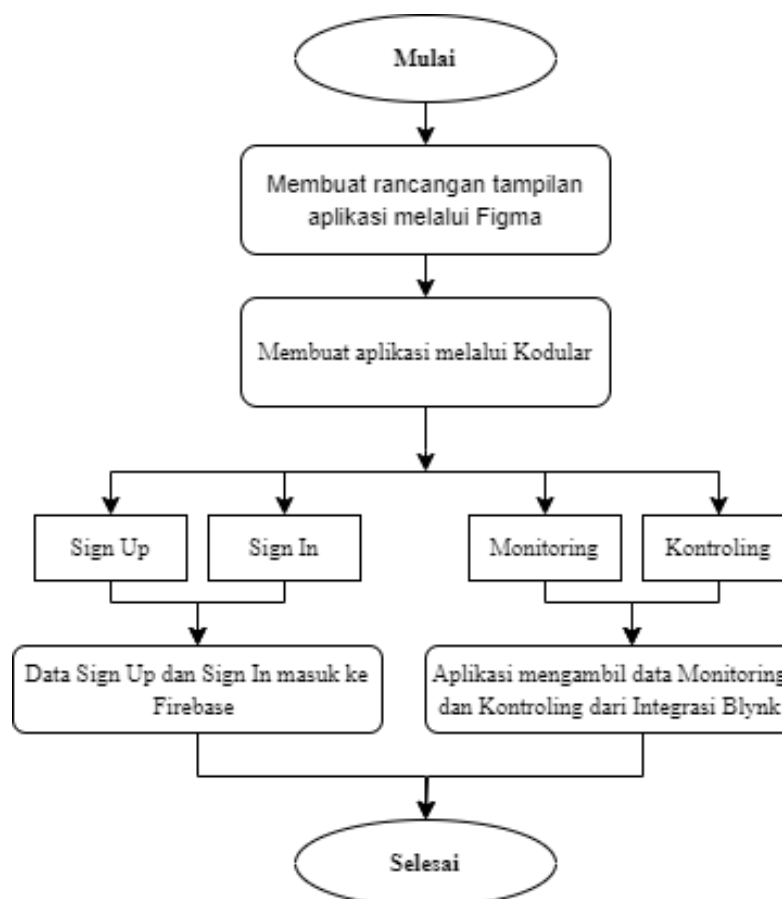 Mulai
Membuat rancangan tampilan
aplikasi melalui Figma
Membuat aplikasi melalui Kodular
Sign Up
Sign In
Monitoring
Kontroling
Data Sign Up dan Sign In masuk ke
Firebase
Aplikasi mengambil data Monitoring
dan Kontroling dari Integrasi Blynk
Selesai